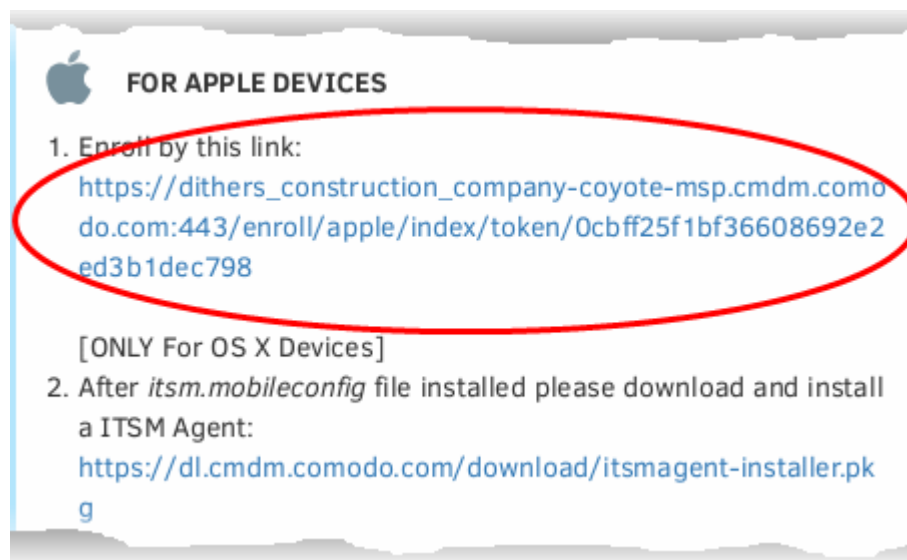 FOR APPLE DEVICES
1. Enroll by this link:
https://dithers_construction_company-coyote-msp.cmdm.como
do.com:443/enroll/apple/index/token/0cbff25f1bf36608692e2
ed3b1dec798
[ONLY For OS X Devices]
2. After itsm.mobileconfig file installed please download and install
a ITSM Agent:
https://dl.cmdm.comodo.com/download/itsmagent-installer.pk
g